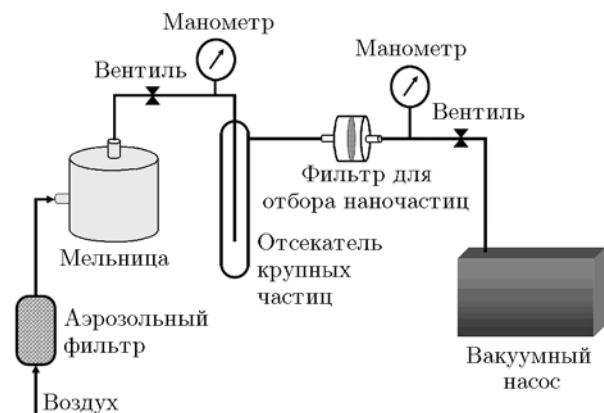 Манометр
Вентиль
Манометр
Вентиль
Фильтр для
отбора наночастиц
Мельница
Отсекатель
крупных
частиц
Аэрозольный
фильтр
Вакуумный
насос
Воздух